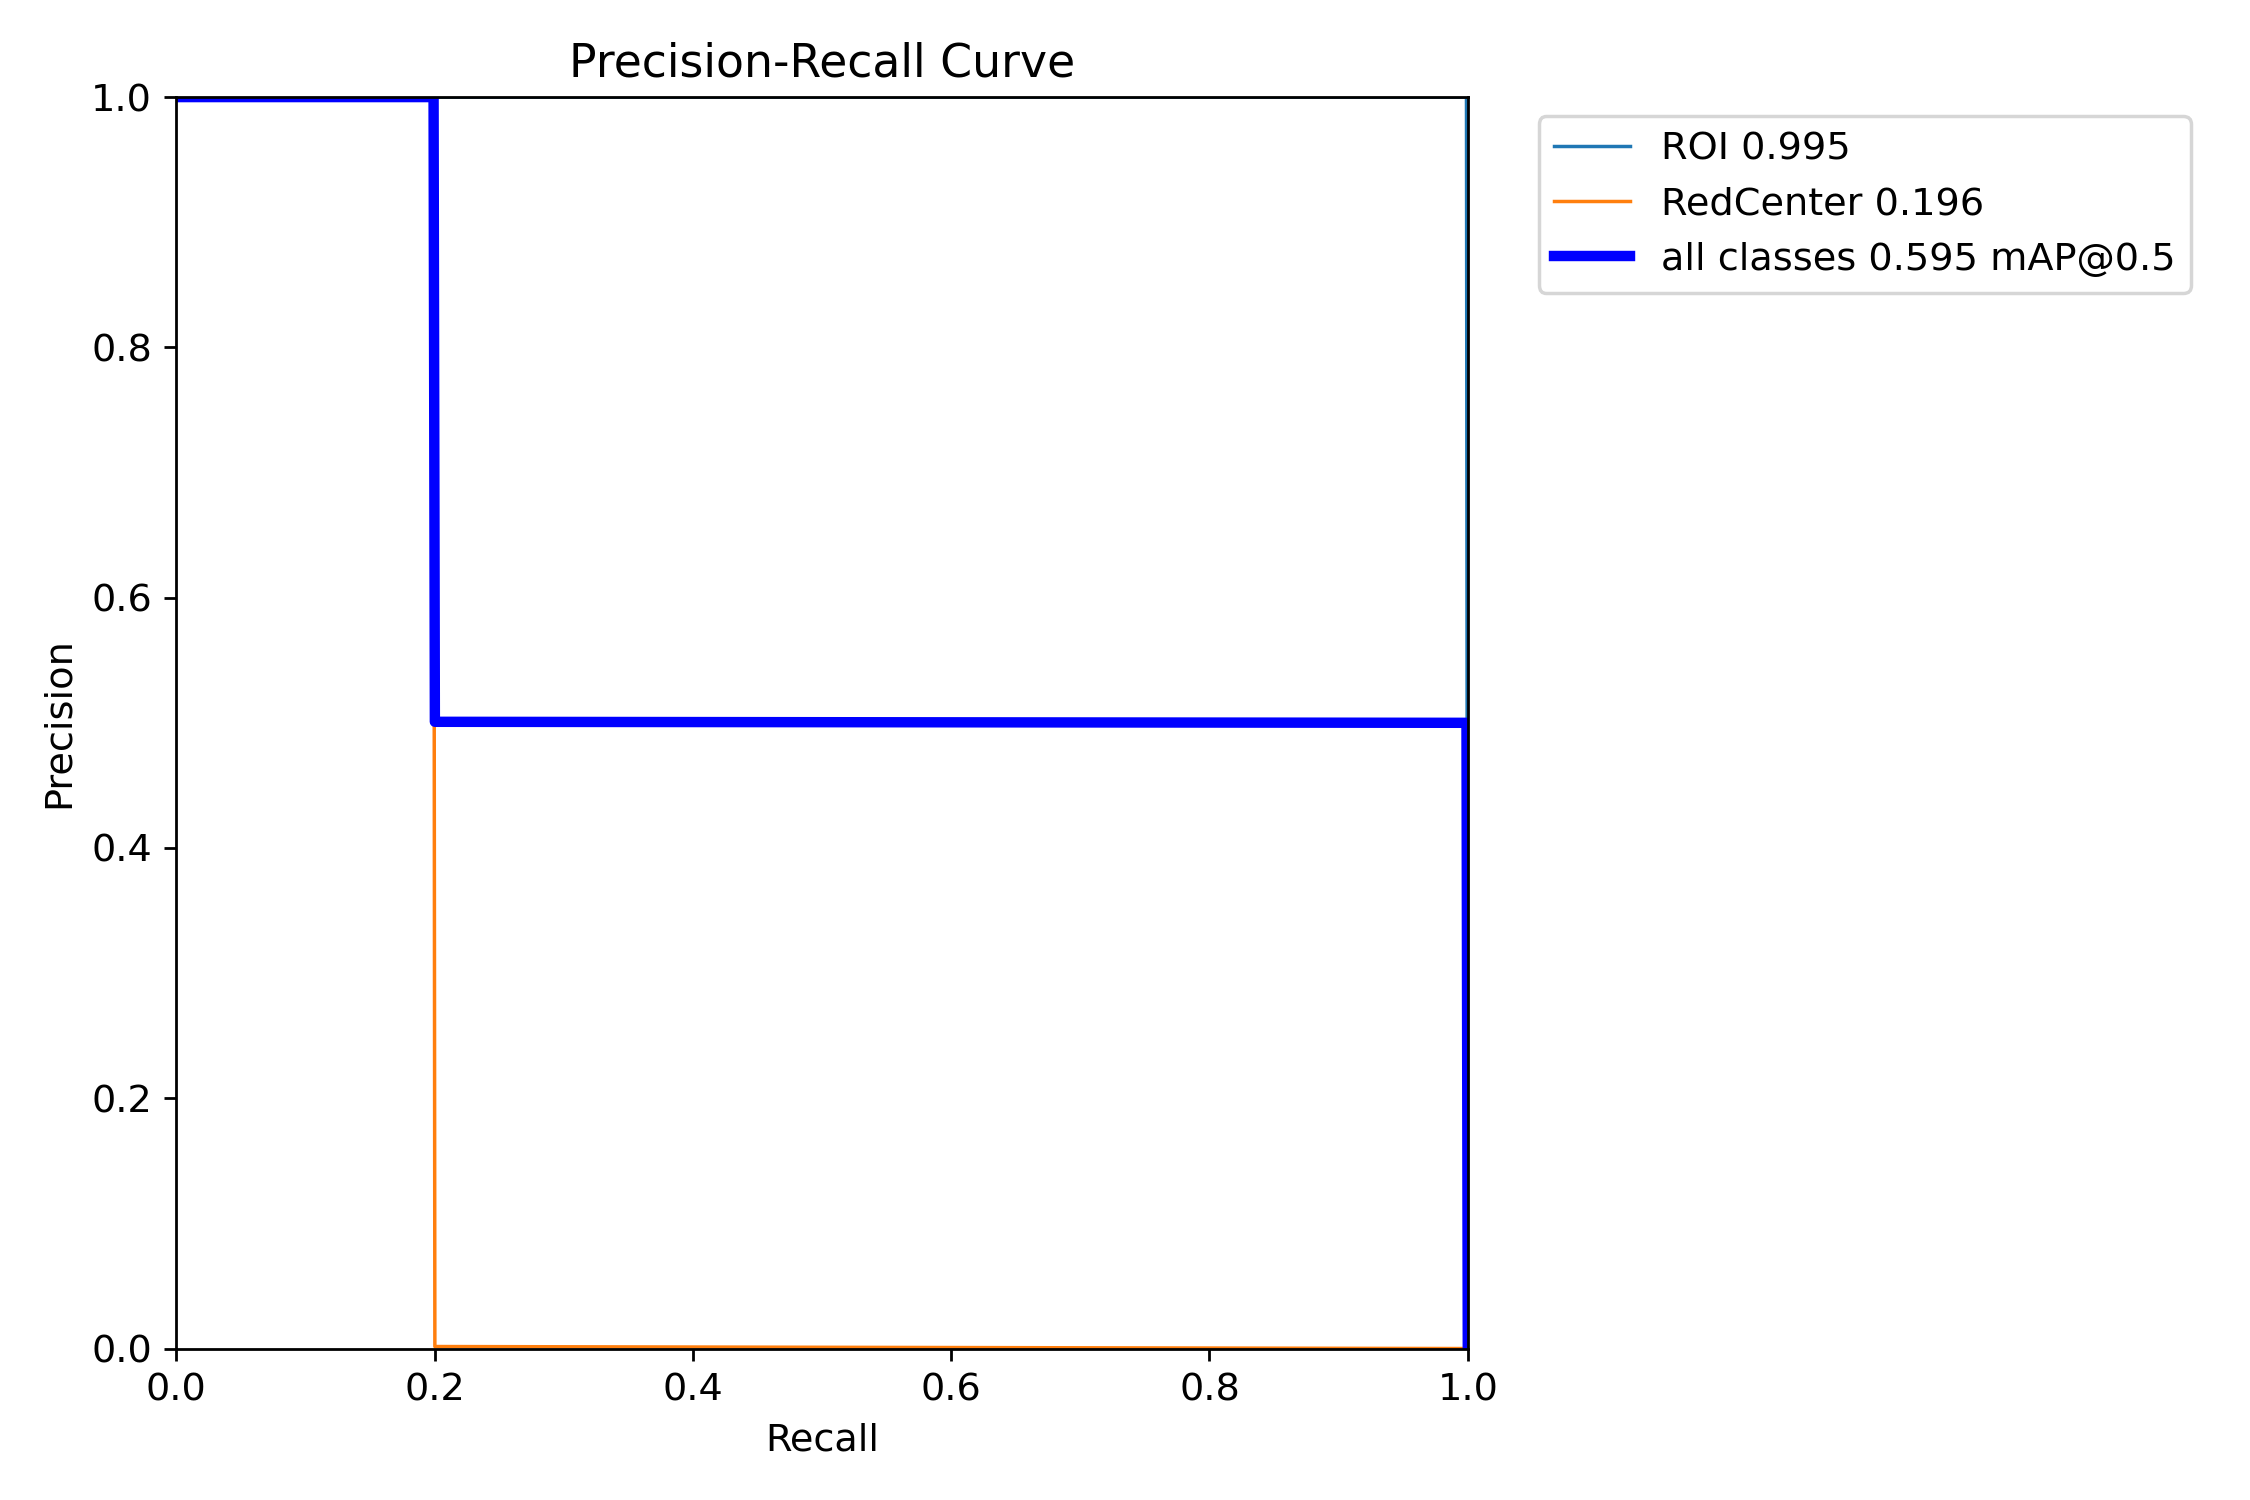 Precision-Recall Curve
1.0
0.8
0.6
0.4
0.2
0.0
Precision
0.0 0.2 0.4 0.6 0.8 1.0
Recall
ROI 0.995
RedCenter 0.196
all classes 0.595 mAP@0.5